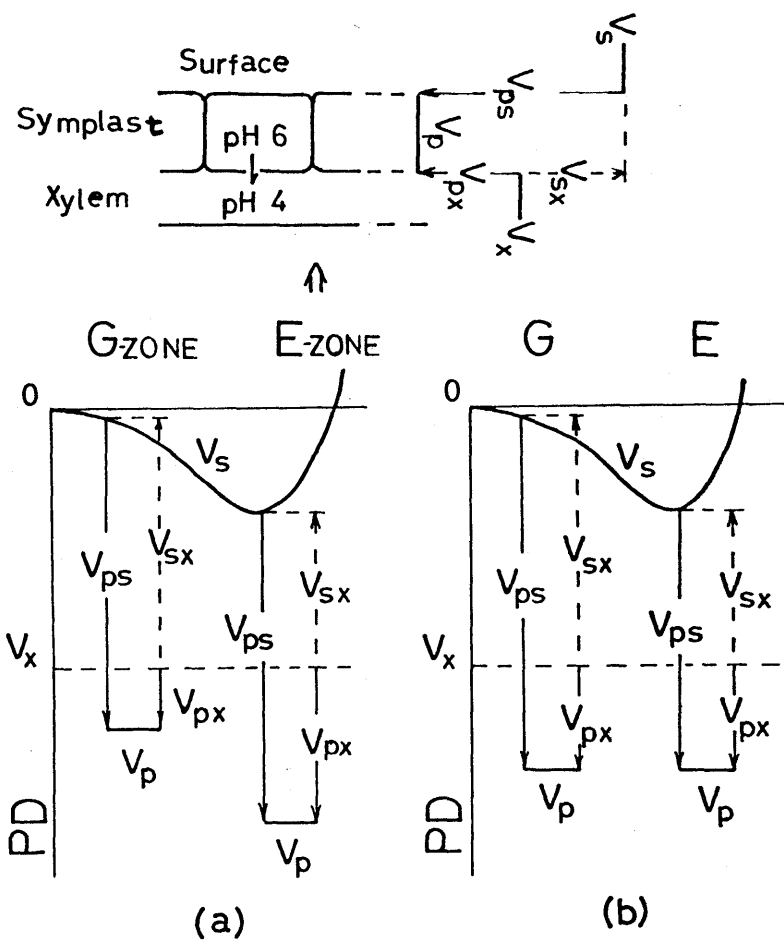 Surface
Symplast
pH 6
Xylem
pH 4
Vs
Vps
Vp
Vpx
Vsx
Vx
G-ZONE E-ZONE
0
Vs
Vps
Vsx
Vps
Vsx
Vx
Vpx
Vpx
Vp
Vp
PD
(a)
G E
0
Vs
Vps
Vsx
Vps
Vsx
Vx
Vpx
Vpx
Vp
Vp
PD
(b)